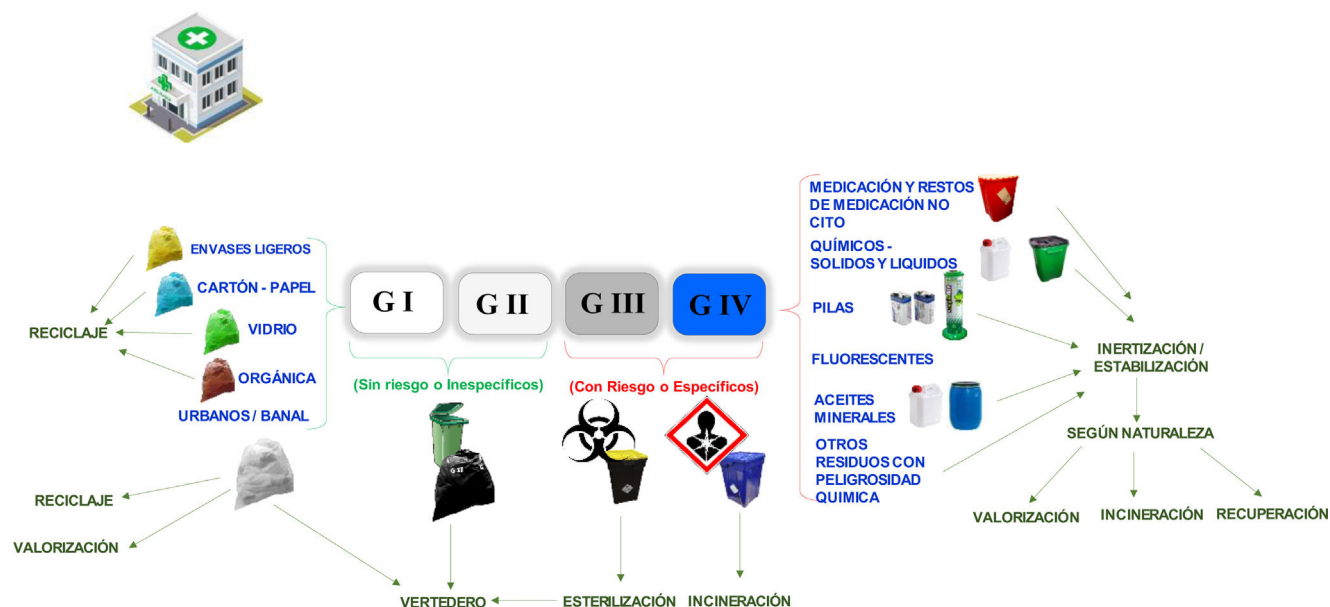 MEDICACIÓN Y RESTOS
DE MEDICACIÓN NO
CITO
QUÍMICOS -
SOLIDOS Y LIQUIDOS
PILAS
FLUORESCENTES
ACEITES
MINERALES
OTROS
RESIDUOS CON
PELIGROSIDAD
QUIMICA
ENVASES LIGEROS
CARTÓN - PAPEL
VIDRIO
ORGÁNICA
URBANOS / BANAL
RECICLAJE
G I
G II
G III
G IV
(Sin riesgo o Inespecíficos)
(Con Riesgo o Específicos)
G II
INERTIZACIÓN /
ESTABILIZACIÓN
SEGÚN NATURALEZA
VALORIZACIÓN
INCINERACIÓN
RECUPERACIÓN
RECICLAJE
VALORIZACIÓN
VERTEDERO
ESTERILIZACIÓN
INCINERACIÓN